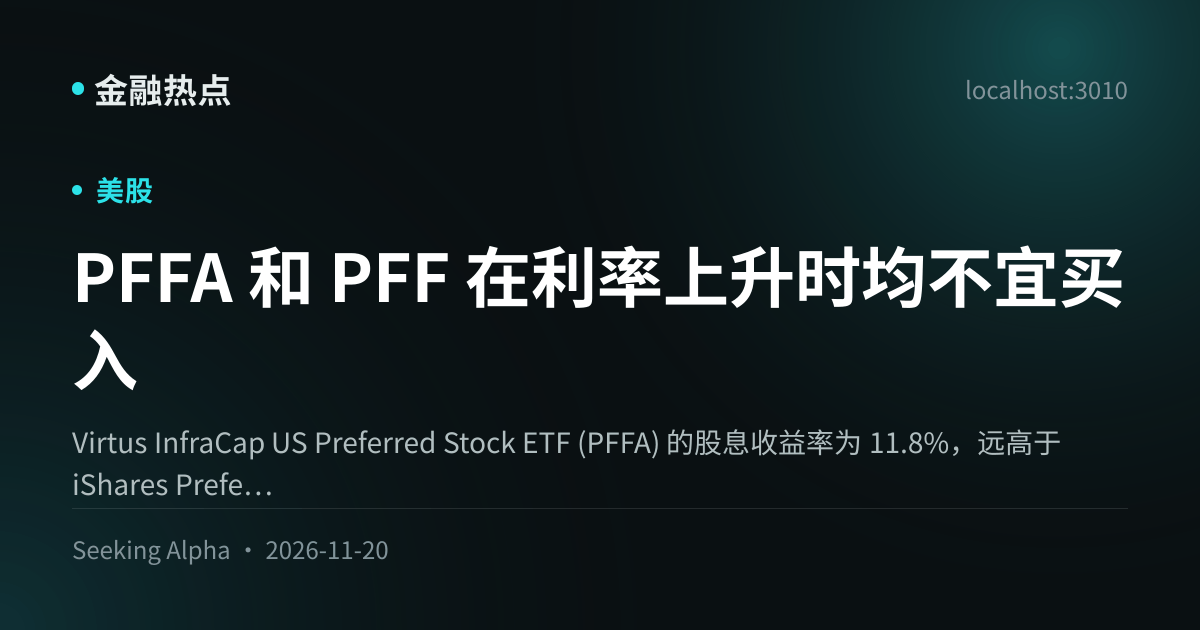 金融热点
localhost:3010
美股
PFFA 和 PFF 在利率上升时均不宜买
入
Virtus InfraCap US Preferred Stock ETF (PFFA) 的股息收益率为 11.8%，远高于
iShares Prefe…
Seeking Alpha · 2026-11-20